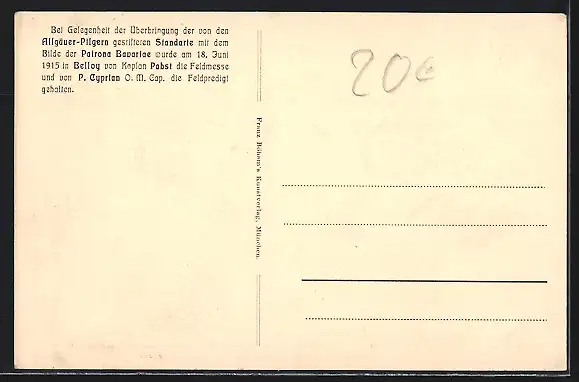 Bei Gelegenheit der Überbringung der von den
Allgäuer-Pilgern gestifteten Standarte mit dem
Bilde der Patrona Bavariae wurde am 18. Juni
1915 in Belloy von Kaplan Pabst die Feldmesse
und von P. Cyprian O. M. Cap. die Feldpredigt
gehalten.
Franz Böhem's Kunstverlag, München.
20€